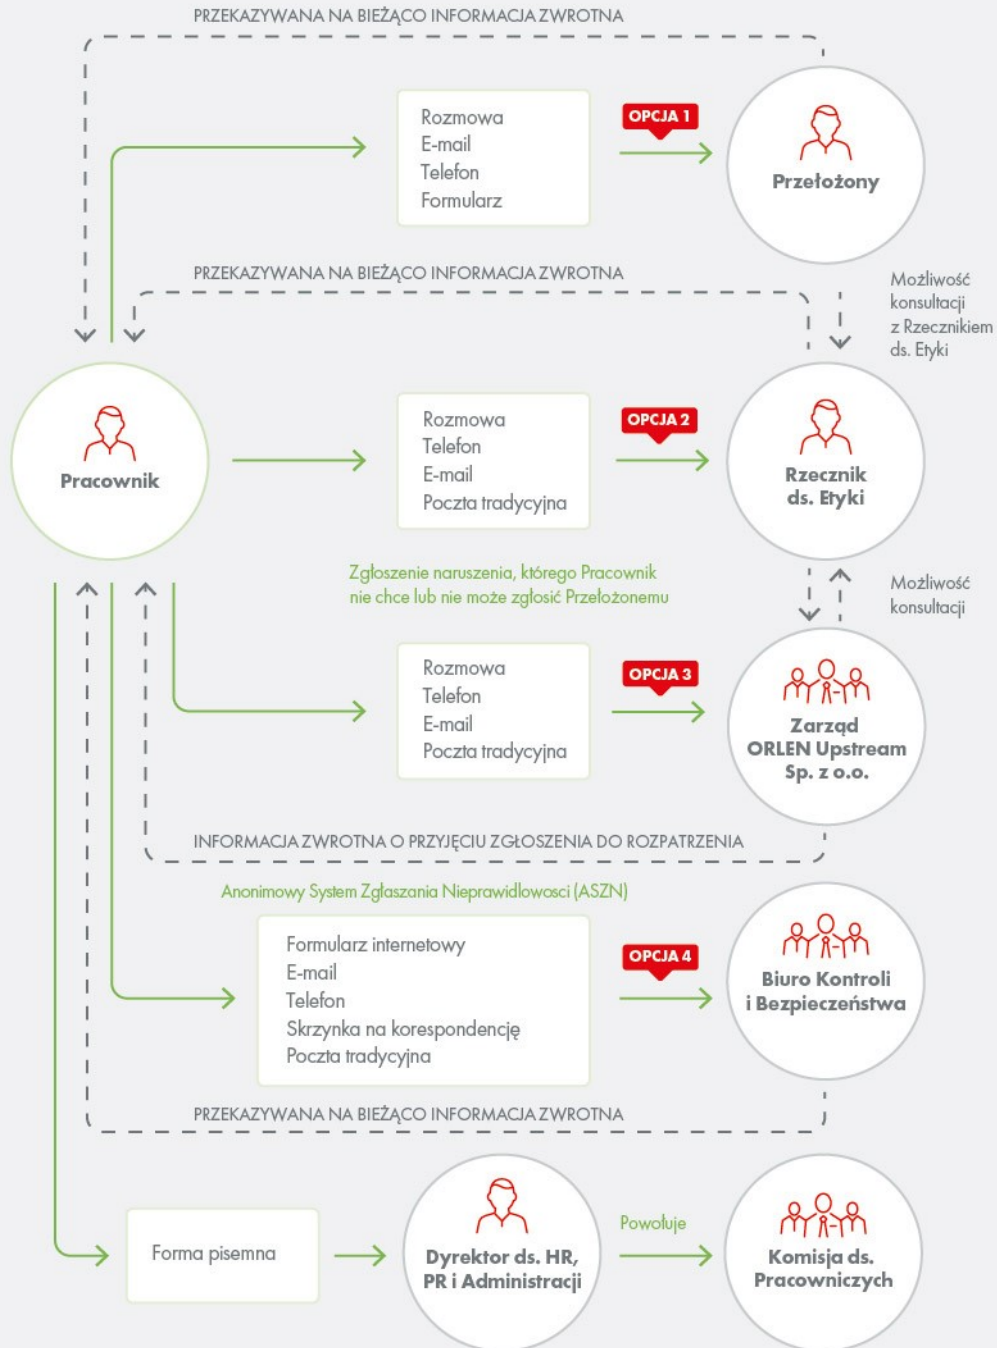 PRZEKAZYWANA NA BIEŻĄCO INFORMACJA ZWROTNA
Rozmowa
E-mail
Telefon
Formularz
OPCJA 1
Przełożony
PRZEKAZYWANA NA BIEŻĄCO INFORMACJA ZWROTNA
Możliwość
konsultacji
z Rzecznikiem
ds. Etyki
Pracownik
Rozmowa
Telefon
E-mail
Poczta tradycyjna
OPCJA 2
Rzecznik
ds. Etyki
Zgłoszenie naruszenia, którego Pracownik
nie chce lub nie może zgłosić Przełożonemu
Możliwość
konsultacji
Rozmowa
Telefon
E-mail
Poczta tradycyjna
OPCJA 3
Zarząd
ORLEN Upstream
Sp. z o.o.
INFORMACJA ZWROTNA O PRZYJĘCIU ZGŁOSZENIA DO ROZPATRZENIA
Anonimowy System Zgłaszania Nieprawidlowosci (ASZN)
Formularz internetowy
E-mail
Telefon
Skrzynka na korespondencję
Poczta tradycyjna
OPCJA 4
Biuro Kontroli
i Bezpieczeństwa
PRZEKAZYWANA NA BIEŻĄCO INFORMACJA ZWROTNA
Forma pisemna
Dyrektor ds. HR,
PR i Administracji
Powołuje
Komisja ds.
Pracowniczych